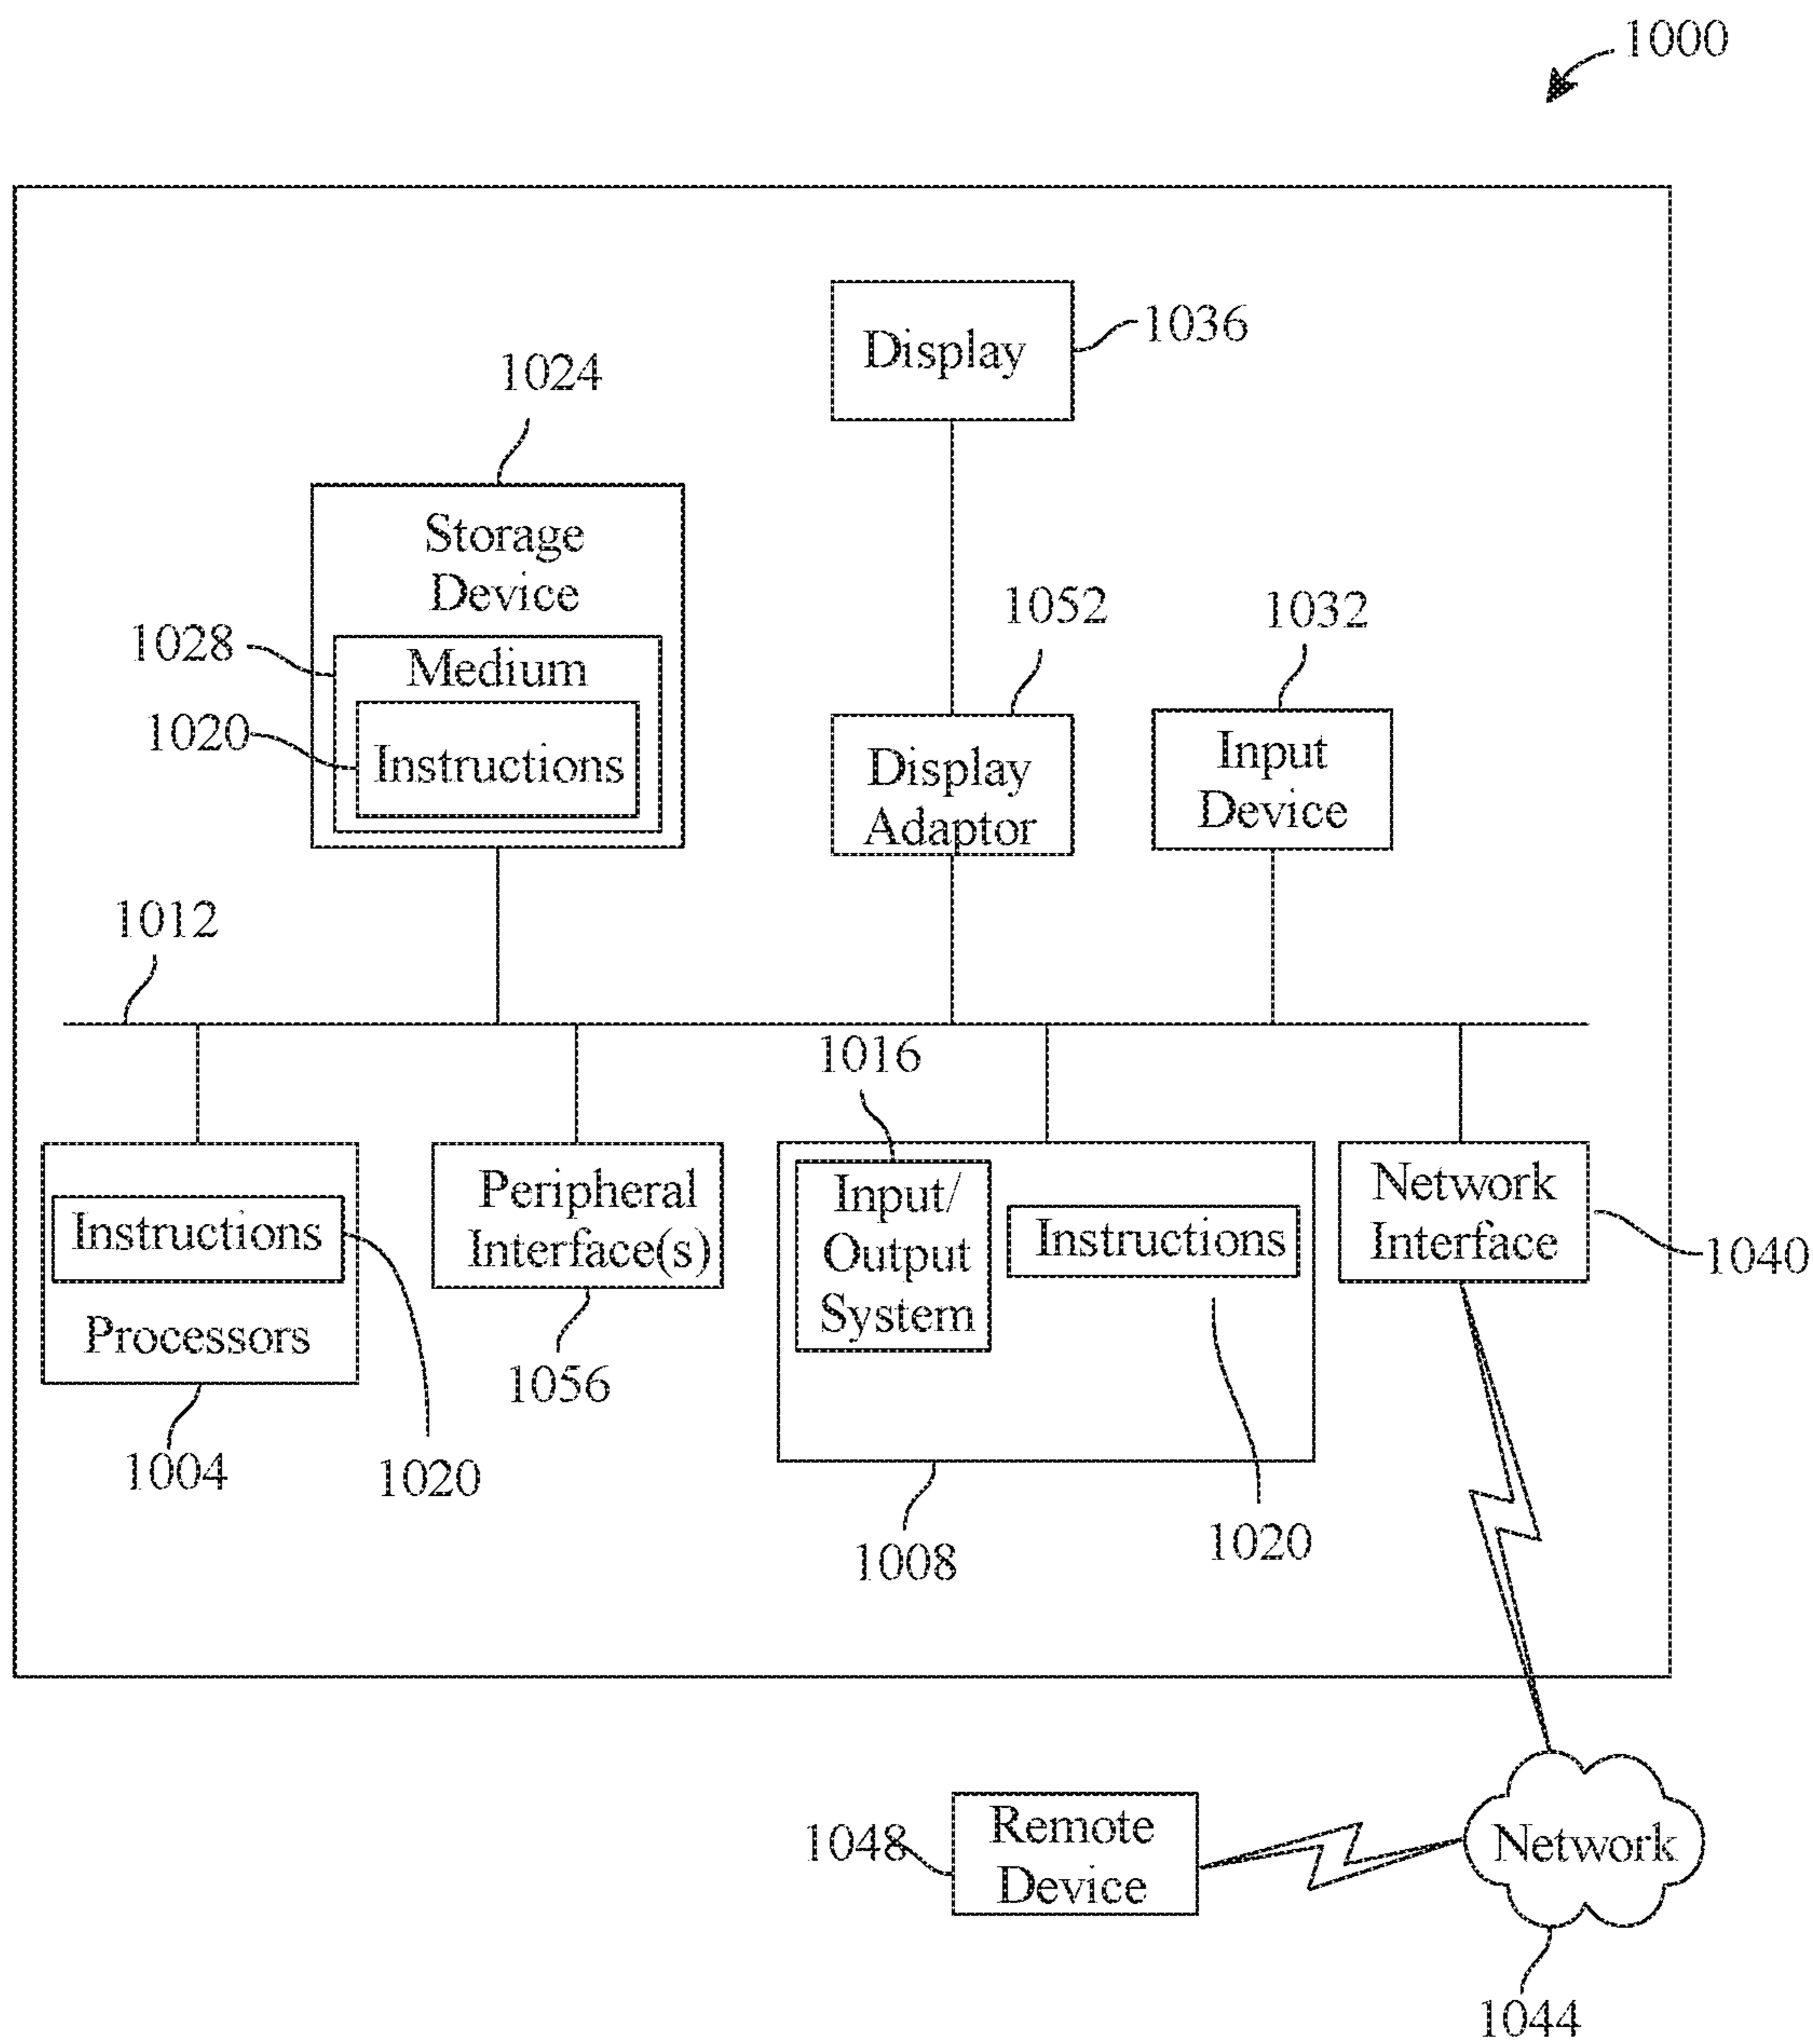 1000
Display
1036
1024
Storage
Device
1028
Medium
1020
Instructions
1052
Display
Adaptor
1032
Input
Device
1012
1016
Instructions
Processors
1004
1020
Peripheral
Interface(s)
1056
Input/
Output
System
Instructions
1008
1020
Network
Interface
1040
1048
Remote
Device
Network
1044